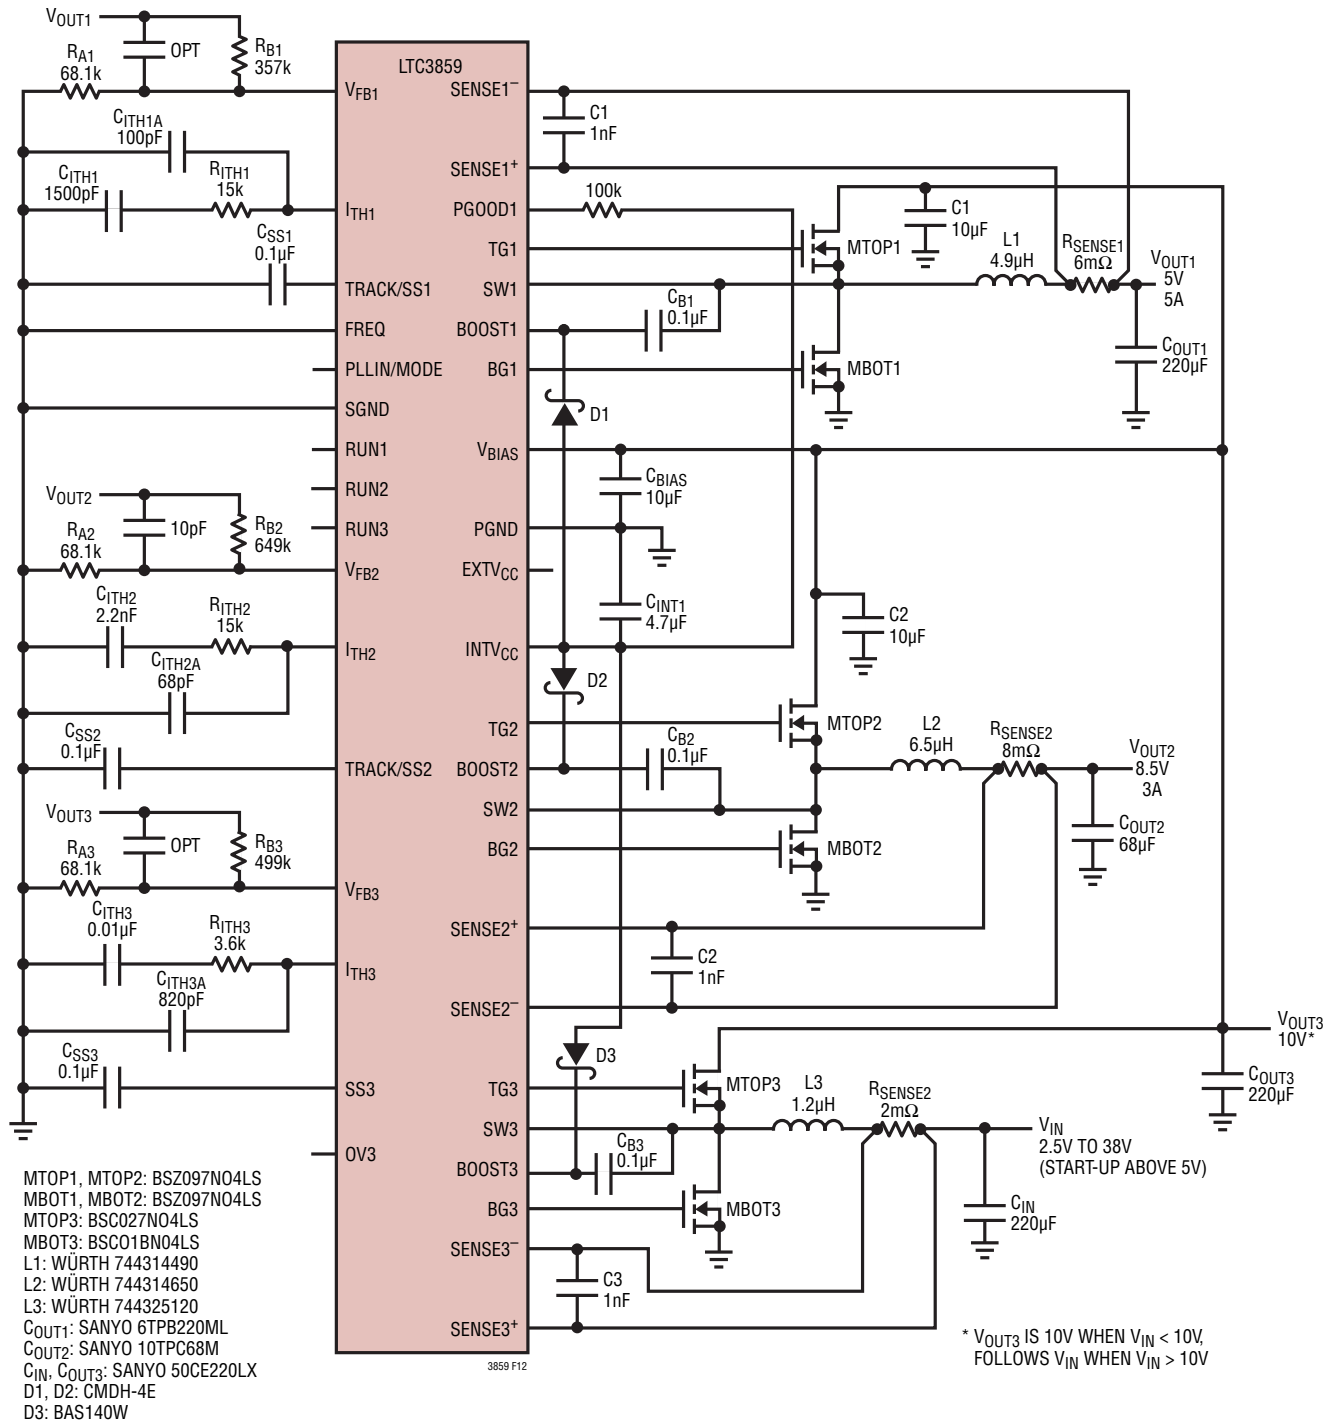 VOUT1
RA1
68.1k
OPT
RB1
357k
CITH1A
100pF
CITH1
1500pF
RITH1
15k
CSS1
0.1µF
VOUT2
RA2
68.1k
10pF
RB2
649k
CITH2
2.2nF
RITH2
15k
CITH2A
68pF
CSS2
0.1µF
VOUT3
RA3
68.1k
OPT
RB3
499k
CITH3
0.01µF
RITH3
3.6k
CITH3A
820pF
CSS3
0.1µF
LTC3859
VFB1
ITH1
TRACK/SS1
FREQ
PLLIN/MODE
SGND
RUN1
RUN2
RUN3
VFB2
ITH2
TRACK/SS2
VFB3
ITH3
SS3
OV3
SENSE1–
SENSE1+
PGOOD1
TG1
SW1
BOOST1
BG1
VBIAS
PGND
EXTVCC
INTVCC
TG2
BOOST2
SW2
BG2
SENSE2+
SENSE2–
TG3
SW3
BOOST3
BG3
SENSE3–
SENSE3+
C1
1nF
100k
MTOP1
C1
10µF
L1
4.9µH
RSENSE1
6mΩ
VOUT1
5V
5A
CB1
0.1µF
MBOT1
COUT1
220µF
D1
CBIAS
10µF
CINT1
4.7µF
D2
C2
10µF
MTOP2
L2
6.5µH
RSENSE2
8mΩ
VOUT2
8.5V
3A
CB2
0.1µF
MBOT2
COUT2
68µF
C2
1nF
VOUT3
10V*
D3
MTOP3
L3
1.2µH
RSENSE2
2mΩ
COUT3
220µF
VIN
2.5V TO 38V
(START-UP ABOVE 5V)
CB3
0.1µF
MBOT3
CIN
220µF
C3
1nF
MTOP1, MTOP2: BSZ097NO4LS
MBOT1, MBOT2: BSZ097NO4LS
MTOP3: BSC027NO4LS
MBOT3: BSCO1BN04LS
L1: WÜRTH 744314490
L2: WÜRTH 744314650
L3: WÜRTH 744325120
COUT1: SANYO 6TPB220ML
COUT2: SANYO 10TPC68M
CIN, COUT3: SANYO 50CE220LX
D1, D2: CMDH-4E
D3: BAS140W
3859 F12
* VOUT3 IS 10V WHEN VIN < 10V,
FOLLOWS VIN WHEN VIN > 10V